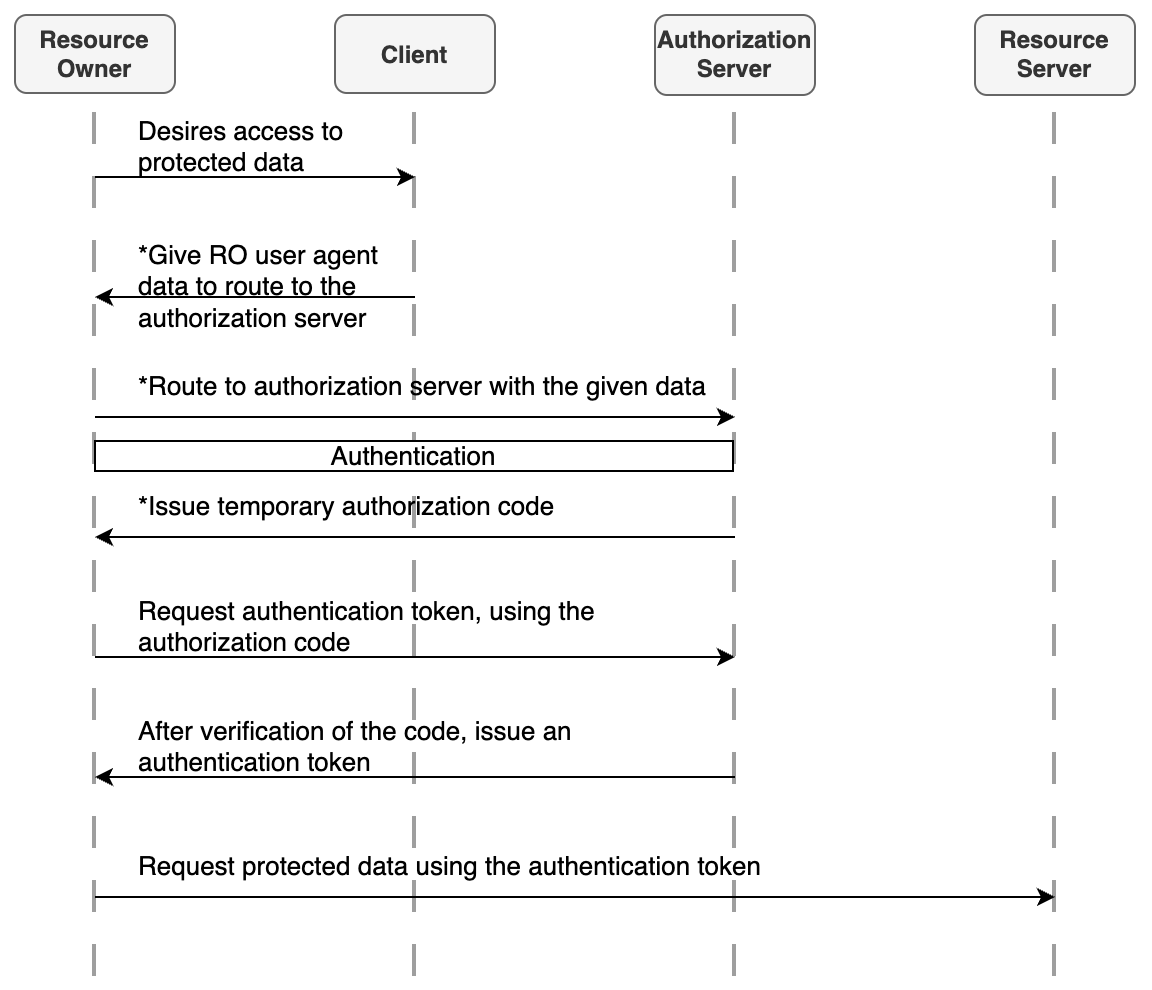 Resource
Owner
Client
Authorization
Server
Resource
Server
Desires access to
protected data
*Give RO user agent
data to route to the
authorization server
*Route to authorization server with the given data
Authentication
*Issue temporary authorization code
Request authentication token, using the
authorization code
After verification of the code, issue an
authentication token
Request protected data using the authentication token